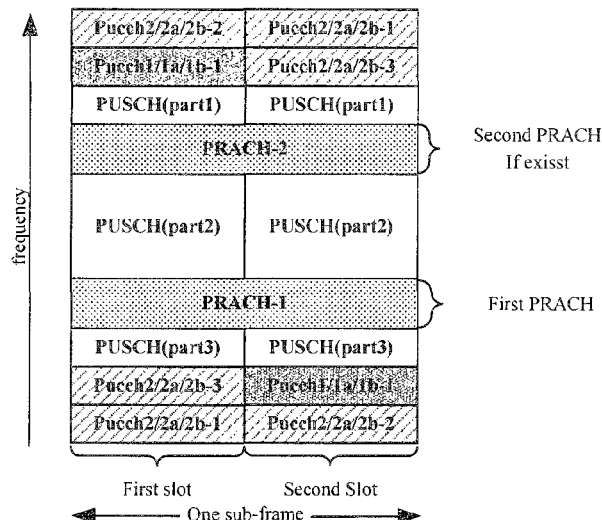 Pucch2/2a/2b-2 Pucch2/2a/2b-1
Pucch1/1a/1b-1 Pucch2/2a/2b-3
PUSCH(part1) PUSCH(part1)
PRACH-2
Second PRACH
If exisst
PUSCH(part2) PUSCH(part2)
frequency
PRACH-1
First PRACH
PUSCH(part3) PUSCH(part3)
Pucch2/2a/2b-3 Pucch1/1a/1b-1
Pucch2/2a/2b-1 Pucch2/2a/2b-2
First slot Second Slot
One sub-frame